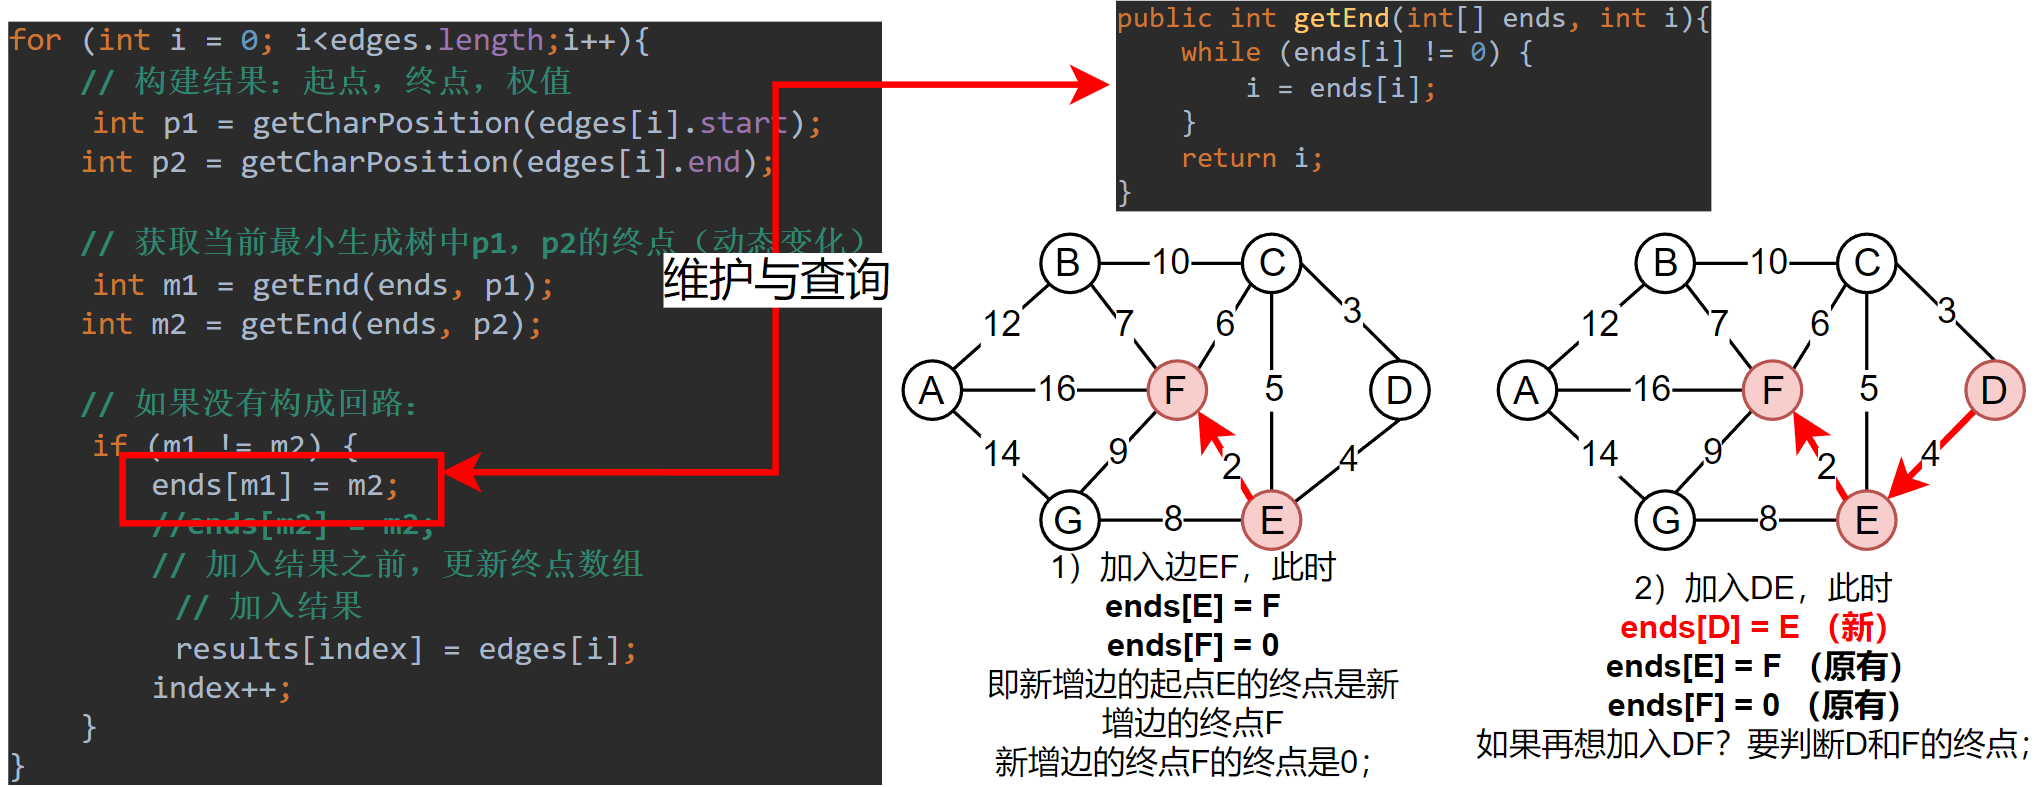 for (int i = 0; i<edges.length;i++){
// 构建结果：起点，终点，权值
int p1 = getCharPosition(edges[i].start);
int p2 = getCharPosition(edges[i].end);
// 获取当前最小生成树中p1，p2的终点（动态变化）
int m1 = getEnd(ends, p1);
int m2 = getEnd(ends, p2);
// 如果没有构成回路：
if (m1 != m2) {
ends[m1] = m2;
//ends[m2] = m2;
// 加入结果之前，更新终点数组
// 加入结果
results[index] = edges[i];
index++;
}
}
维护与查询
public int getEnd(int[] ends, int i){
while (ends[i] != 0) {
i = ends[i];
}
return i;
}
B 10 C
12 7 6 3
A 16 F 5 D
14 9 2 4
G 8 E
1）加入边EF，此时
ends[E] = F
ends[F] = 0
即新增边的起点E的终点是新
增边的终点F
新增边的终点F的终点是0；
B 10 C
12 7 6 3
A 16 F 5 D
14 9 2 4
G 8 E
2）加入DE，此时
ends[D] = E （新）
ends[E] = F （原有）
ends[F] = 0 （原有）
如果再想加入DF？要判断D和F的终点；